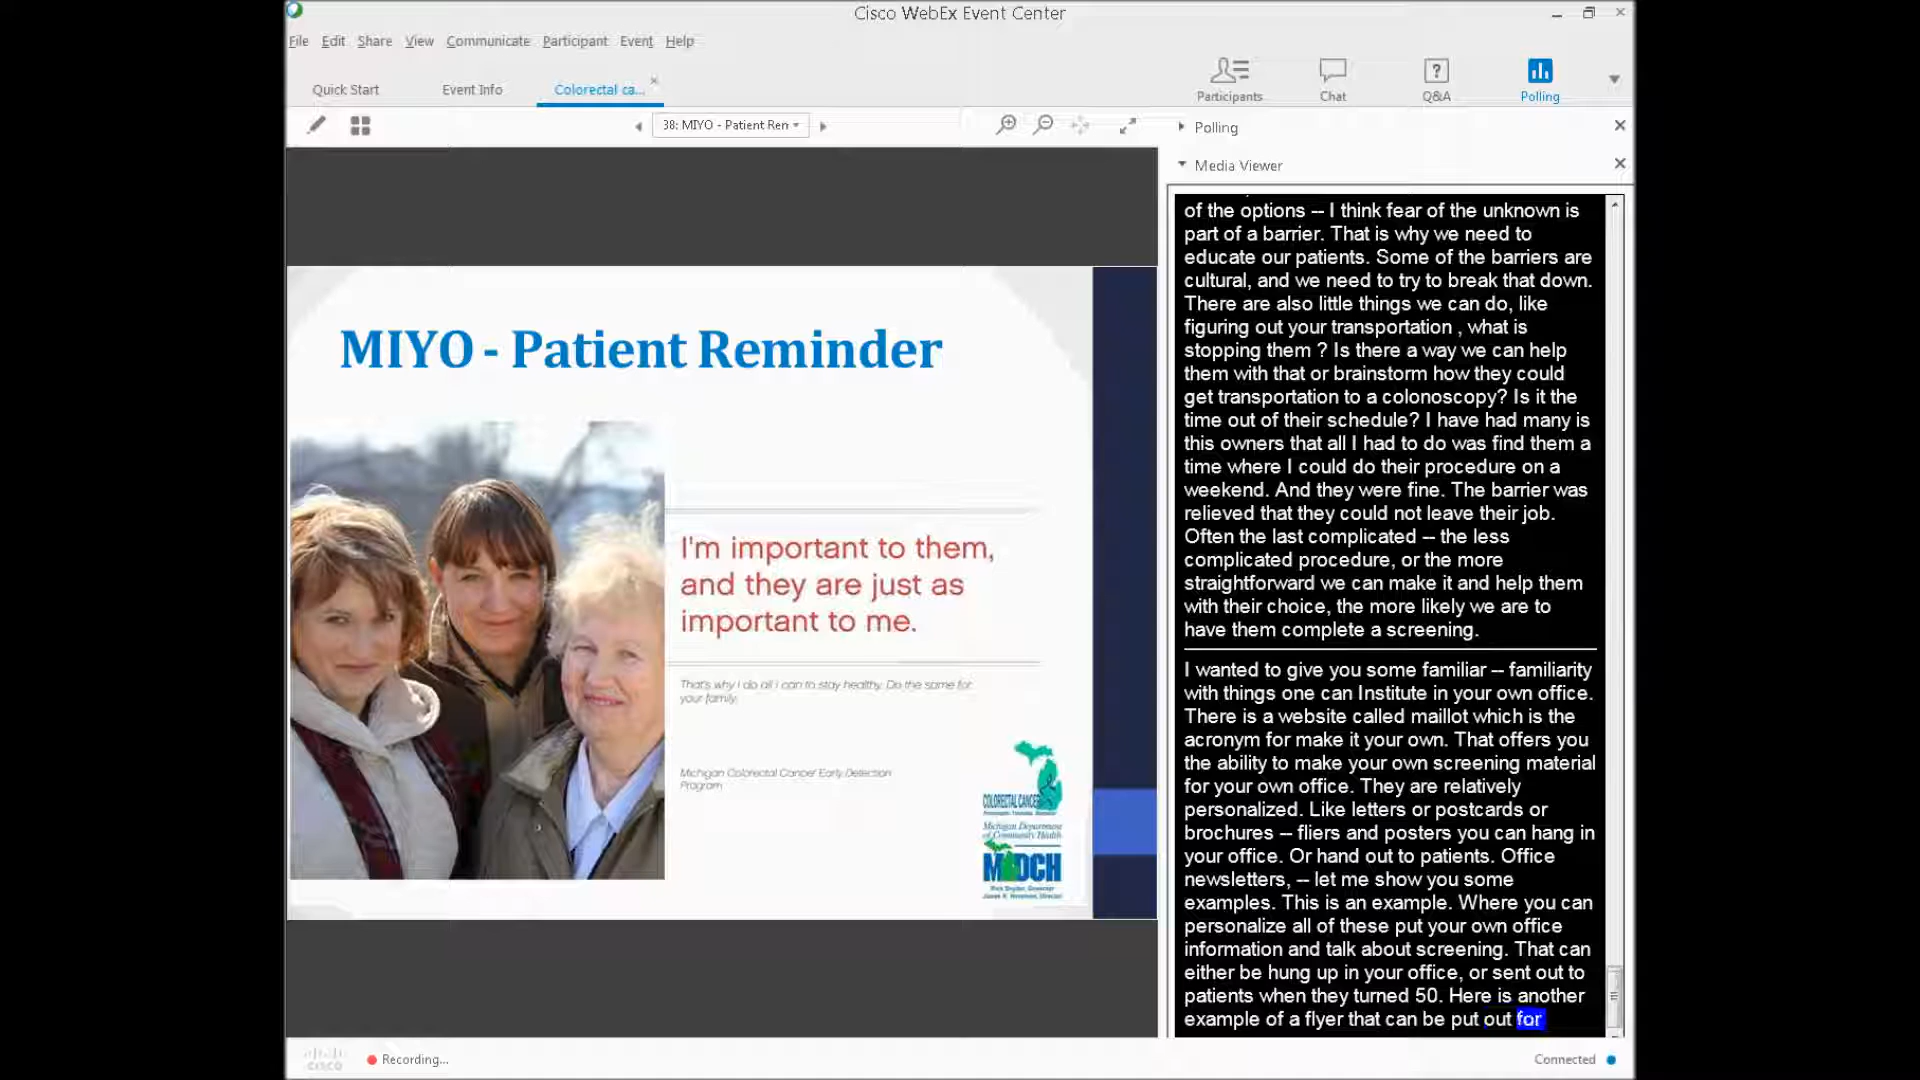 Cisco WebEx Event Center
File Edit Share View Communicate Participant Event Help
Quick Start
Event Info
Colorectal ca...
Participants
Chat
Q&A
Polling
38: MIYO - Patient Ren
Polling
Media Viewer
MIYO - Patient Reminder
I'm important to them,
and they are just as
important to me.
That's why I do all I can to stay healthy. Do the same for
your family.
Michigan Colorectal Cancer Early Detection
Program
COLORECTAL CANCER
Michigan Department
of Community Health
MDCH
Rick Snyder, Governor
of the options -- I think fear of the unknown is
part of a barrier. That is why we need to
educate our patients. Some of the barriers are
cultural, and we need to try to break that down.
There are also little things we can do, like
figuring out your transportation , what is
stopping them ? Is there a way we can help
them with that or brainstorm how they could
get transportation to a colonoscopy? Is it the
time out of their schedule? I have had many is
this owners that all I had to do was find them a
time where I could do their procedure on a
weekend. And they were fine. The barrier was
relieved that they could not leave their job.
Often the last complicated -- the less
complicated procedure, or the more
straightforward we can make it and help them
with their choice, the more likely we are to
have them complete a screening.
I wanted to give you some familiar -- familiarity
with things one can Institute in your own office.
There is a website called maillot which is the
acronym for make it your own. That offers you
the ability to make your own screening material
for your own office. They are relatively
personalized. Like letters or postcards or
brochures -- fliers and posters you can hang in
your office. Or hand out to patients. Office
newsletters, -- let me show you some
examples. This is an example. Where you can
personalize all of these put your own office
information and talk about screening. That can
either be hung up in your office, or sent out to
patients when they turned 50. Here is another
example of a flyer that can be put out for
cisco
Recording...
Connected